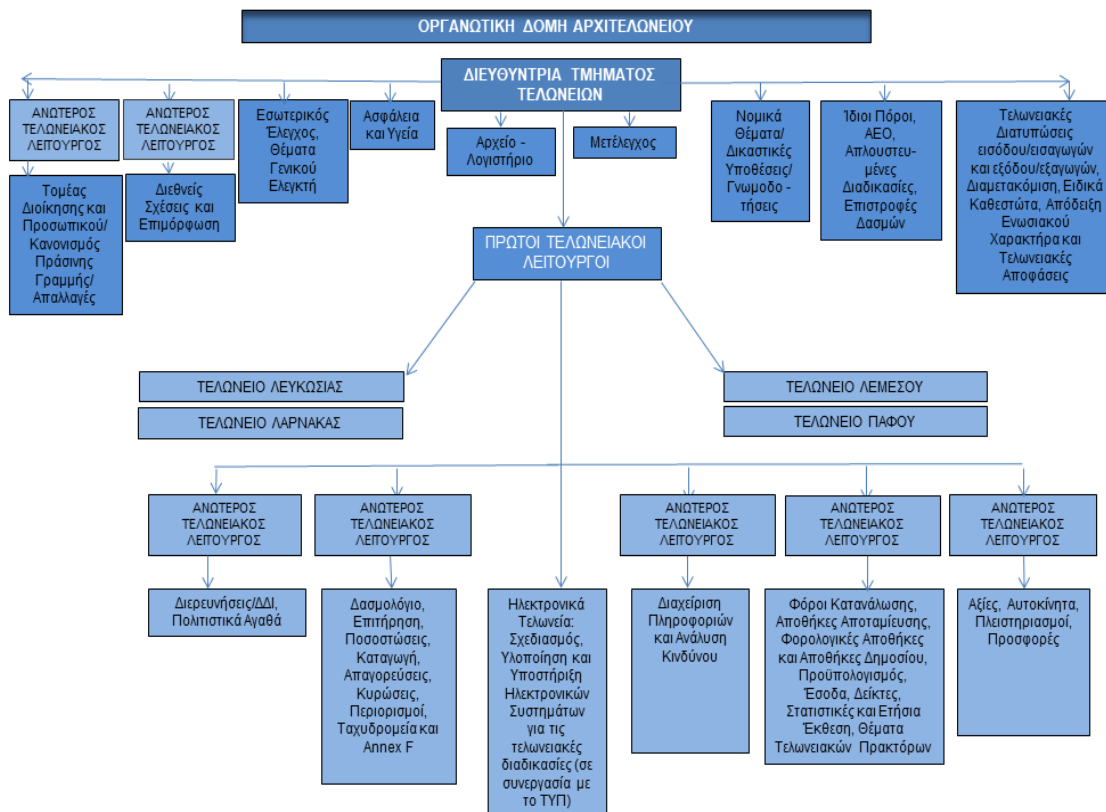 ΟΡΓΑΝΩΤΙΚΗ ΔΟΜΗ ΑΡΧΙΤΕΛΩΝΕΙΟΥ
ΔΙΕΥΘΥΝΤΡΙΑ ΤΜΗΜΑΤΟΣ
ΤΕΛΩΝΕΙΩΝ
ΑΝΩΤΕΡΟΣ
ΤΕΛΩΝΕΙΑΚΟΣ
ΛΕΙΤΟΥΡΓΟΣ
Τομέας
Διοίκησης και
Προσωπικού/
Κανονισμός
Πράσινης
Γραμμής/
Απαλλαγές
ΑΝΩΤΕΡΟΣ
ΤΕΛΩΝΕΙΑΚΟΣ
ΛΕΙΤΟΥΡΓΟΣ
Διεθνείς
Σχέσεις και
Επιμόρφωση
Εσωτερικός
Έλεγχος,
Θέματα
Γενικού
Ελεγκτή
Ασφάλεια
και Υγεία
Αρχείο -
Λογιστήριο
Μετέλεγχος
Νομικά
Θέματα/
Δικαστικές
Υποθέσεις/
Γνωμοδο -
τήσεις
Ίδιοι Πόροι,
ΑΕΟ,
Απλουστευ-
μένες
Διαδικασίες,
Επιστροφές
Δασμών
Τελωνειακές
Διατυπώσεις
εισόδου/εισαγωγών
και εξόδου/εξαγωγών,
Διαμετακόμιση, Ειδικά
Καθεστώτα, Απόδειξη
Ενωσιακού
Χαρακτήρα και
Τελωνειακές
Αποφάσεις
ΠΡΩΤΟΙ ΤΕΛΩΝΕΙΑΚΟΙ
ΛΕΙΤΟΥΡΓΟΙ
ΤΕΛΩΝΕΙΟ ΛΕΥΚΩΣΙΑΣ
ΤΕΛΩΝΕΙΟ ΛΑΡΝΑΚΑΣ
ΤΕΛΩΝΕΙΟ ΛΕΜΕΣΟΥ
ΤΕΛΩΝΕΙΟ ΠΑΦΟΥ
ΑΝΩΤΕΡΟΣ
ΤΕΛΩΝΕΙΑΚΟΣ
ΛΕΙΤΟΥΡΓΟΣ
Διερευνήσεις/ΔΔΙ,
Πολιτιστικά Αγαθά
ΑΝΩΤΕΡΟΣ
ΤΕΛΩΝΕΙΑΚΟΣ
ΛΕΙΤΟΥΡΓΟΣ
Δασμολόγιο,
Επιτήρηση,
Ποσοστώσεις,
Καταγωγή,
Απαγορεύσεις,
Κυρώσεις,
Περιορισμοί,
Ταχυδρομεία και
Annex F
Ηλεκτρονικά
Τελωνεία:
Σχεδιασμός,
Υλοποίηση και
Υποστήριξη
Ηλεκτρονικών
Συστημάτων
για τις
τελωνειακές
διαδικασίες (σε
συνεργασία με
το ΤΥΠ)
ΑΝΩΤΕΡΟΣ
ΤΕΛΩΝΕΙΑΚΟΣ
ΛΕΙΤΟΥΡΓΟΣ
Διαχείριση
Πληροφοριών
και Ανάλυση
Κινδύνου
ΑΝΩΤΕΡΟΣ
ΤΕΛΩΝΕΙΑΚΟΣ
ΛΕΙΤΟΥΡΓΟΣ
Φόροι Κατανάλωσης,
Αποθήκες Αποταμίευσης,
Φορολογικές Αποθήκες
και Αποθήκες Δημοσίου,
Προϋπολογισμός,
Έσοδα, Δείκτες,
Στατιστικές και Ετήσια
Έκθεση, Θέματα
Τελωνειακών Πρακτόρων
ΑΝΩΤΕΡΟΣ
ΤΕΛΩΝΕΙΑΚΟΣ
ΛΕΙΤΟΥΡΓΟΣ
Αξίες, Αυτοκίνητα,
Πλειστηριασμοί,
Προσφορές